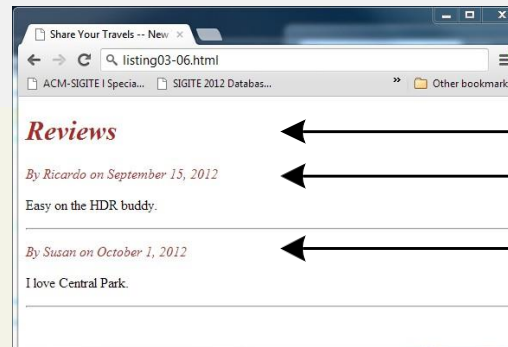 Share Your Travels -- New
listing03-06.html
ACM-SIGITE I Specia... SIGITE 2012 Databas... » Other bookmark
Reviews
By Ricardo on September 15, 2012
Easy on the HDR buddy.
By Susan on October 1, 2012
I love Central Park.